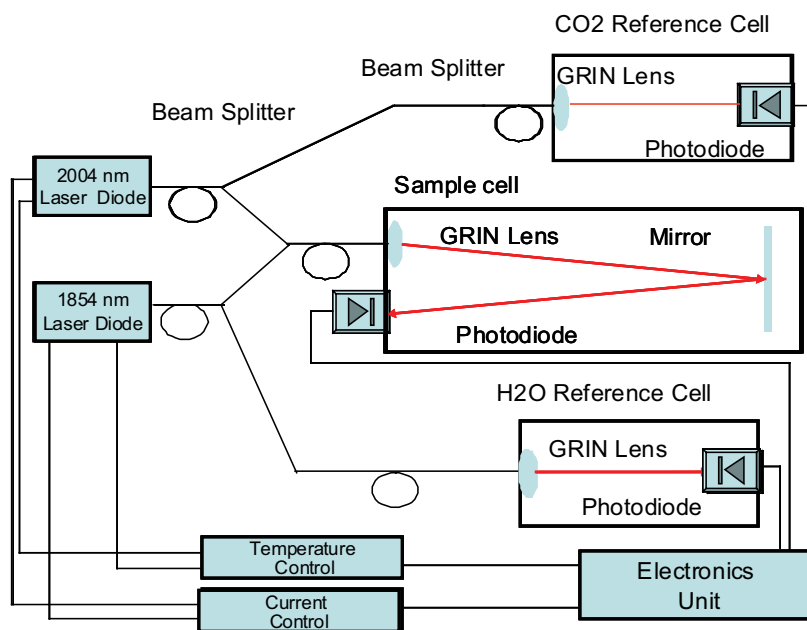 CO2 Reference Cell
Beam Splitter
GRIN Lens
Beam Splitter
Photodiode
2004 nm
Laser Diode
Sample cell
GRIN Lens Mirror
1854 nm
Laser Diode
Photodiode
H2O Reference Cell
GRIN Lens
Photodiode
Temperature
Control
Electronics
Unit
Current
Control